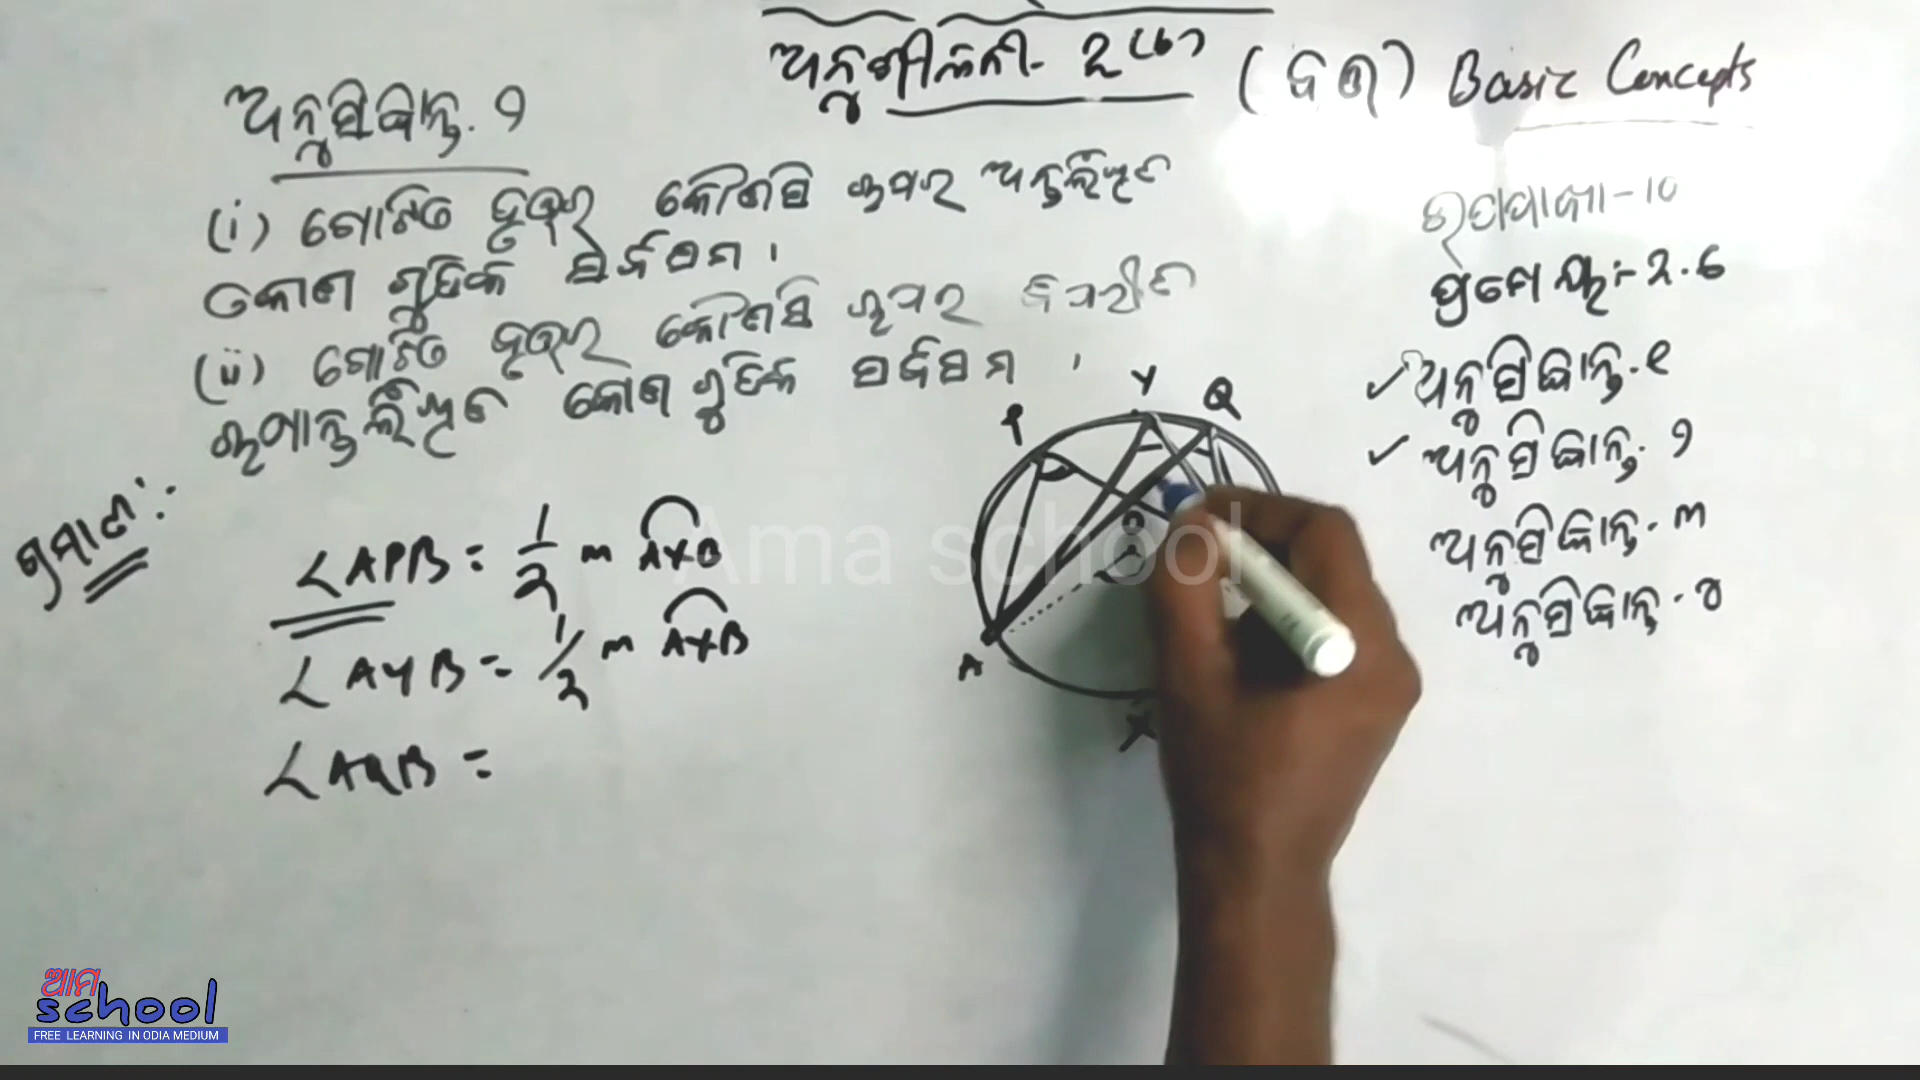 ଅନୁଶୀଳନୀ- 2(b) (ବୃତ୍ତ) Basic Concepts
ଅନୁସିଦ୍ଧାନ୍ତ. ୨
(i) ଗୋଟିଏ ବୃତ୍ତର କୌଣସି ଚାପର ଅନ୍ତର୍ଲିଖିତ
କୋଣ ଗୁଡିକ ସର୍ବସମ ।
(ii) ଗୋଟିଏ ବୃତ୍ତର କୌଣସି ଚାପର ବିପରୀତ
ଚାପାନ୍ତର୍ଲିଖିତ କୋଣଗୁଡିକ ସର୍ବସମ ।
ପ୍ରମାଣ :
∠APB = 1/2 m AXB
∠AYB = 1/2 m AXB
∠AQB =
P
Y
Q
A
X
ଉପପାଦ୍ୟ-10
ପ୍ରମେୟ:- 2.6
✓ଅନୁସିଦ୍ଧାନ୍ତ.୧
✓ଅନୁସିଦ୍ଧାନ୍ତ. ୨
ଅନୁସିଦ୍ଧାନ୍ତ. ୩
ଅନୁସିଦ୍ଧାନ୍ତ. ୪
Ama school
ଆମ
school
FREE LEARNING IN ODIA MEDIUM